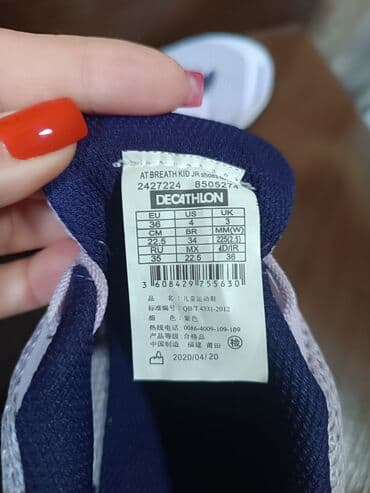 AT BREATH KID JR shoes
2427224 8505274
DECATHLON
EU US UK
36 4 3
CM BR MM(W)
22.5 34 225(2.5)
RU MX ID/IR
35 22.5 36
3 608429 755630
品名：儿童运动鞋
标准编号：QB/T 4331-2012
颜色：紫色
热线电话：0086-4009-109-109
产品等级：合格品
中国制造 福建 莆田
检
2020/04/20